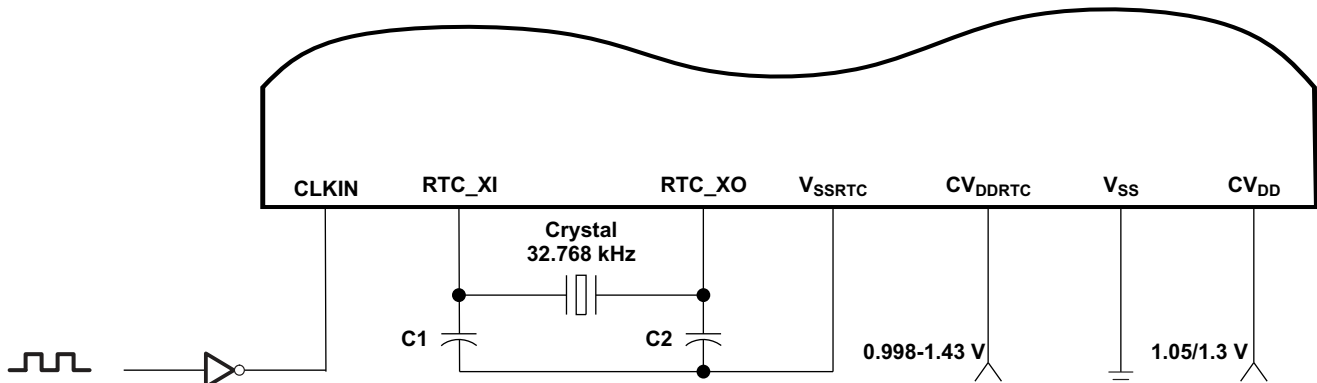 CLKIN
RTC_XI
RTC_XO
VSSRTC
CVDDRTC
VSS
CVDD
Crystal
32.768 kHz
C1
C2
0.998-1.43 V
1.05/1.3 V